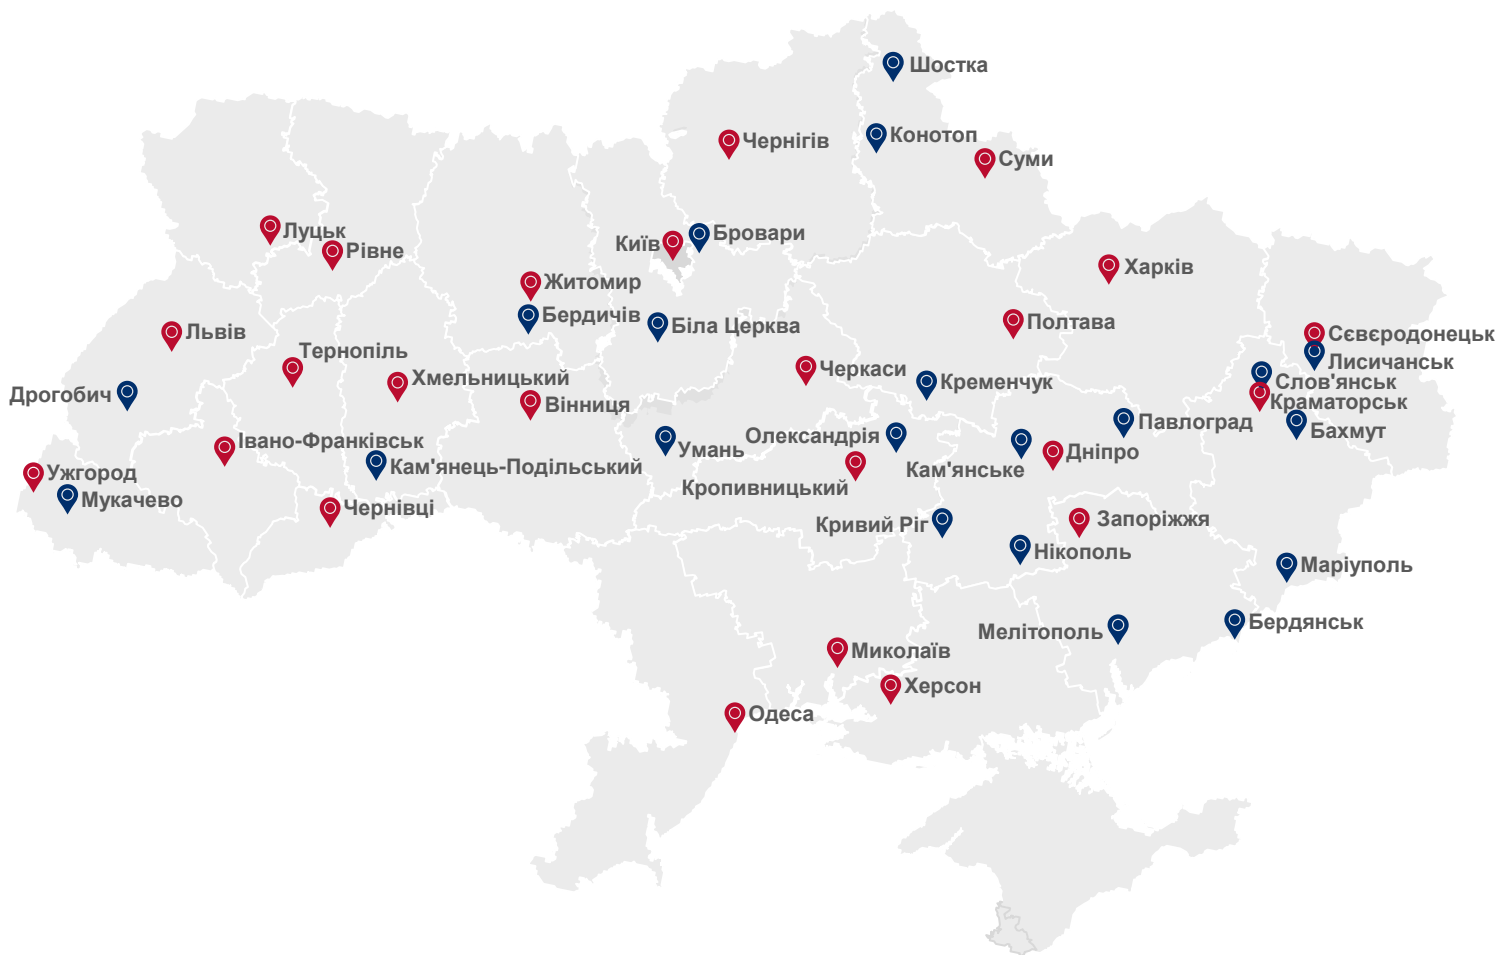 Шостка
Конотоп
Чернігів
Суми
Луцьк
Рівне
Київ
Бровари
Харків
Житомир
Бердичів
Біла Церква
Полтава
Львів
Сєвєродонецьк
Тернопіль
Лисичанськ
Черкаси
Хмельницький
Кременчук
Слов'янськ
Дрогобич
Вінниця
Краматорськ
Павлоград
Бахмут
Івано-Франківськ
Олександрія
Умань
Дніпро
Кам'янець-Подільський
Кам'янське
Ужгород
Кропивницький
Мукачево
Чернівці
Кривий Ріг
Запоріжжя
Нікополь
Маріуполь
Бердянськ
Мелітополь
Миколаїв
Херсон
Одеса